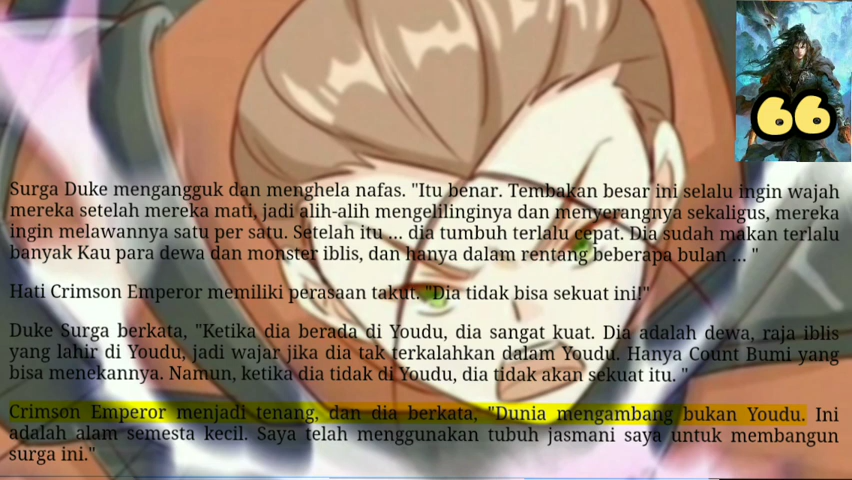 66
Surga Duke mengangguk dan menghela nafas. "Itu benar. Tembakan besar ini selalu ingin wajah
mereka setelah mereka mati, jadi alih-alih mengelilinginya dan menyerangnya sekaligus, mereka
ingin melawannya satu per satu. Setelah itu ... dia tumbuh terlalu cepat. Dia sudah makan terlalu
banyak Kau para dewa dan monster iblis, dan hanya dalam rentang beberapa bulan ... "
Hati Crimson Emperor memiliki perasaan takut. "Dia tidak bisa sekuat ini!"
Duke Surga berkata, "Ketika dia berada di Youdu, dia sangat kuat. Dia adalah dewa, raja iblis
yang lahir di Youdu, jadi wajar jika dia tak terkalahkan dalam Youdu. Hanya Count Bumi yang
bisa menekannya. Namun, ketika dia tidak di Youdu, dia tidak akan sekuat itu. "
Crimson Emperor menjadi tenang, dan dia berkata, "Dunia mengambang bukan Youdu. Ini
adalah alam semesta kecil. Saya telah menggunakan tubuh jasmani saya untuk membangun
surga ini."